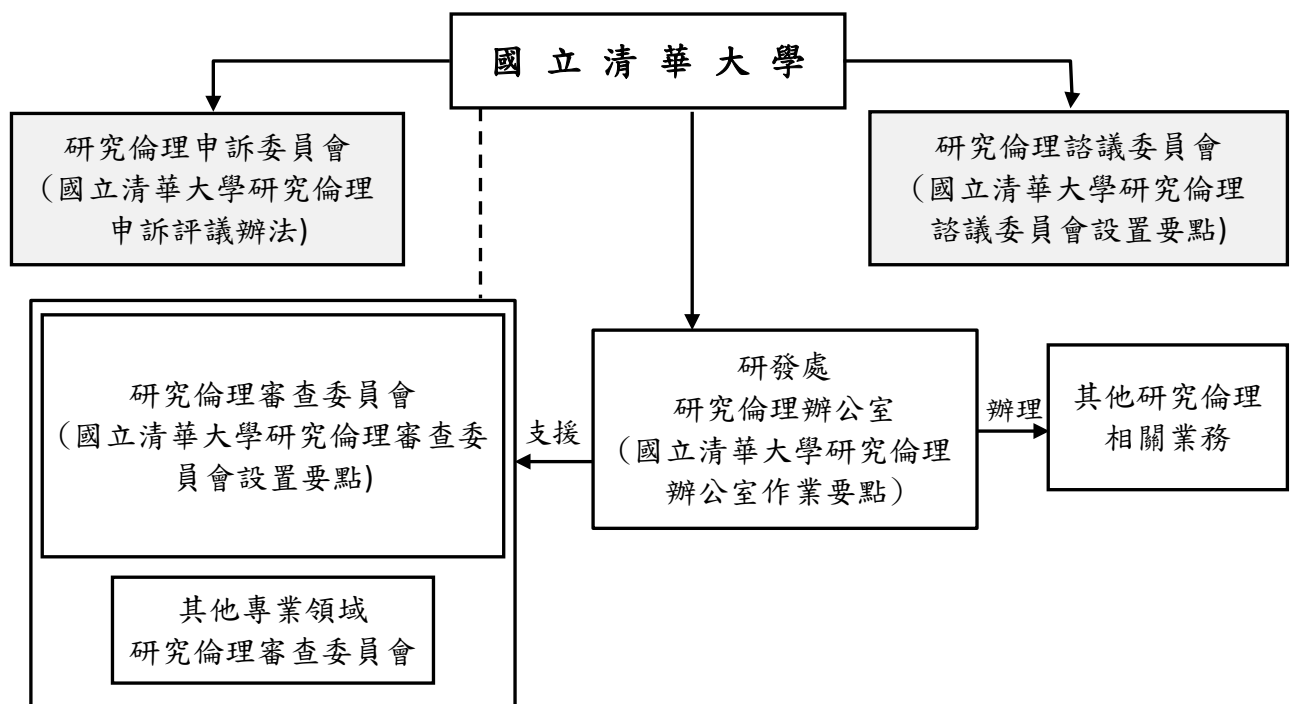 國立清華大學
研究倫理申訴委員會
（國立清華大學研究倫理
申訴評議辦法)
研究倫理諮議委員會
（國立清華大學研究倫理
諮議委員會設置要點)
研究倫理審查委員會
（國立清華大學研究倫理審查委
員會設置要點)
支援
研發處
研究倫理辦公室
（國立清華大學研究倫理
辦公室作業要點）
辦理
其他研究倫理
相關業務
其他專業領域
研究倫理審查委員會